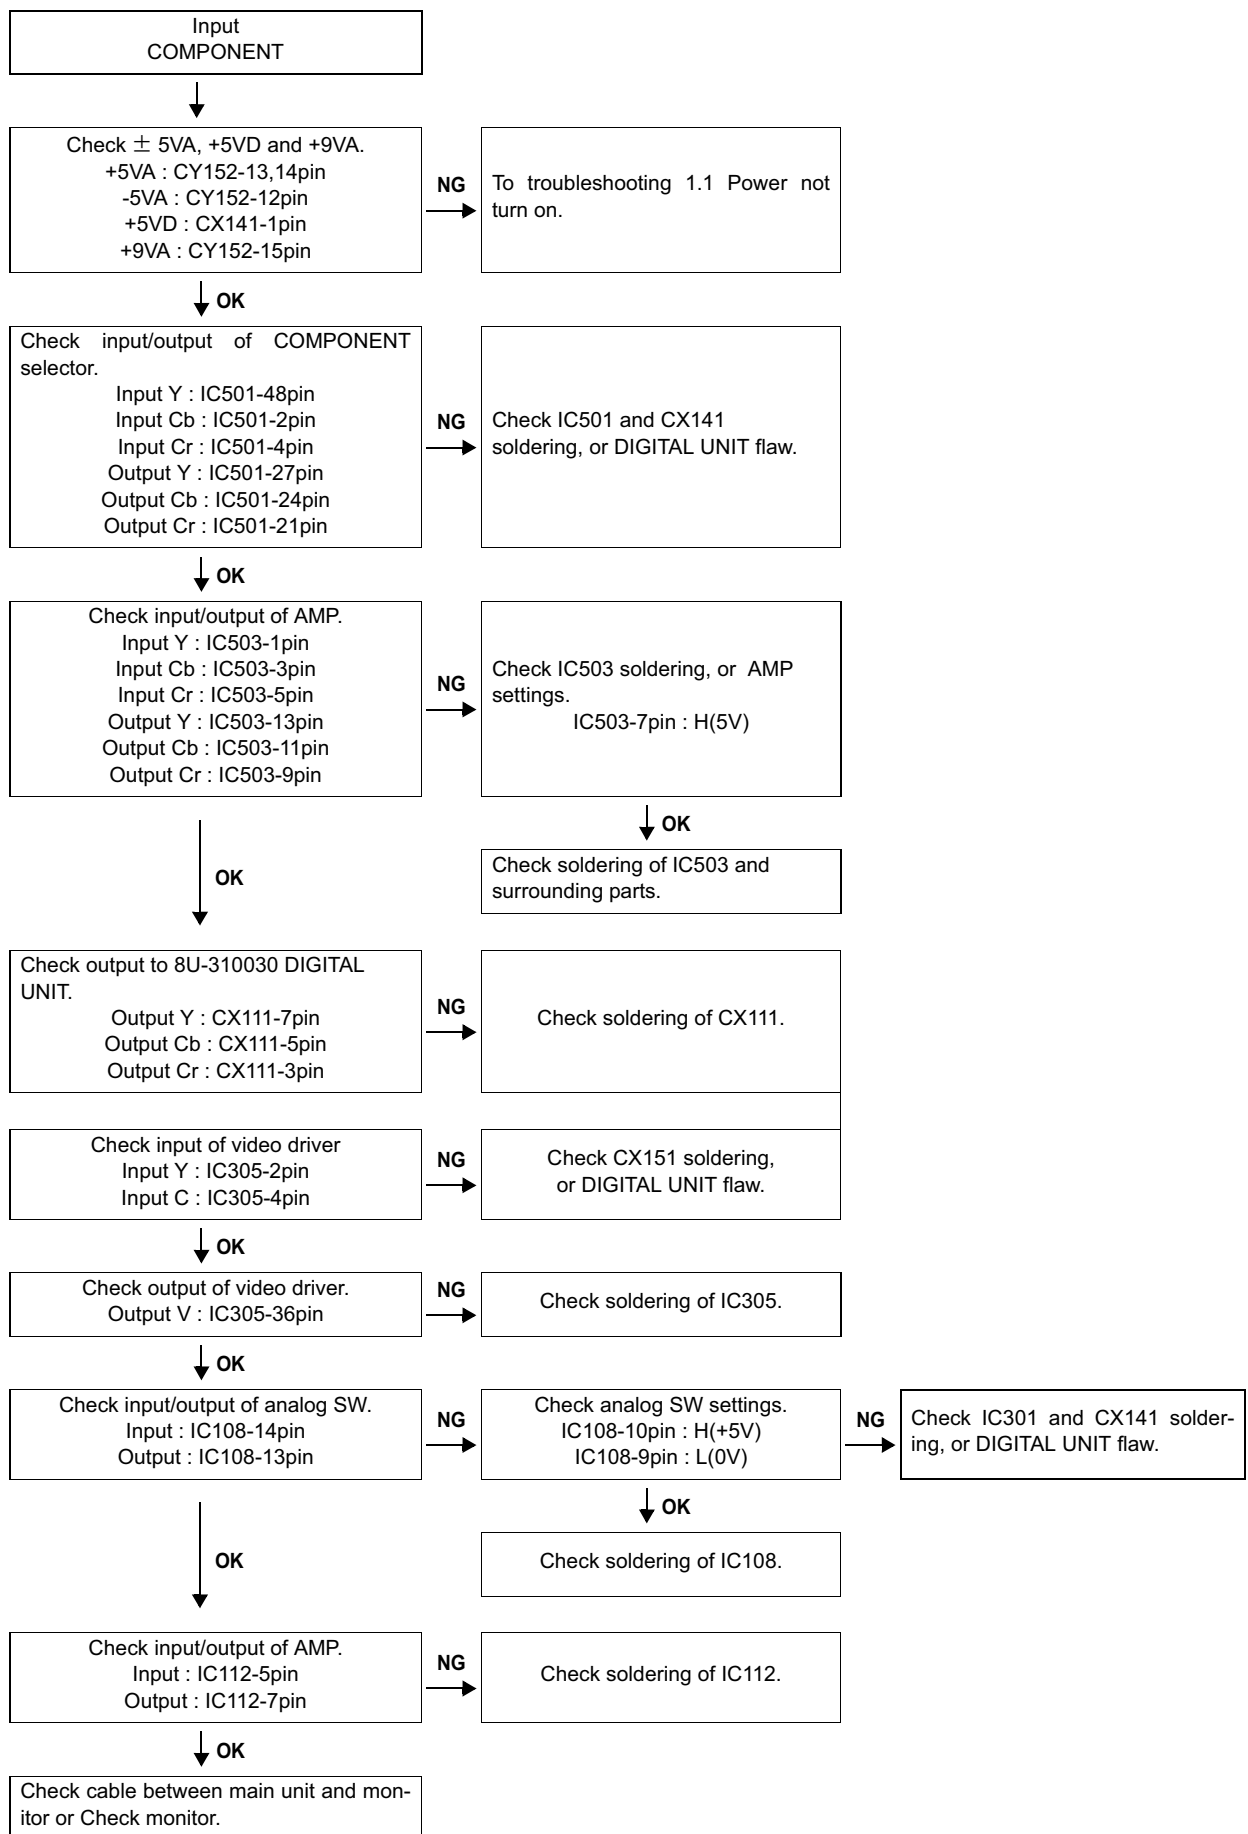 Input
COMPONENT
Check ± 5VA, +5VD and +9VA.
+5VA : CY152-13,14pin
-5VA : CY152-12pin
+5VD : CX141-1pin
+9VA : CY152-15pin
NG
To troubleshooting 1.1 Power not
turn on.
OK
Check input/output of COMPONENT
selector.
Input Y : IC501-48pin
Input Cb : IC501-2pin
Input Cr : IC501-4pin
Output Y : IC501-27pin
Output Cb : IC501-24pin
Output Cr : IC501-21pin
NG
Check IC501 and CX141
soldering, or DIGITAL UNIT flaw.
OK
Check input/output of AMP.
Input Y : IC503-1pin
Input Cb : IC503-3pin
Input Cr : IC503-5pin
Output Y : IC503-13pin
Output Cb : IC503-11pin
Output Cr : IC503-9pin
NG
Check IC503 soldering, or AMP
settings.
IC503-7pin : H(5V)
OK
Check soldering of IC503 and
surrounding parts.
OK
Check output to 8U-310030 DIGITAL
UNIT.
Output Y : CX111-7pin
Output Cb : CX111-5pin
Output Cr : CX111-3pin
NG
Check soldering of CX111.
Check input of video driver
Input Y : IC305-2pin
Input C : IC305-4pin
NG
Check CX151 soldering,
or DIGITAL UNIT flaw.
OK
Check output of video driver.
Output V : IC305-36pin
NG
Check soldering of IC305.
OK
Check input/output of analog SW.
Input : IC108-14pin
Output : IC108-13pin
NG
Check analog SW settings.
IC108-10pin : H(+5V)
IC108-9pin : L(0V)
NG
Check IC301 and CX141 solder-
ing, or DIGITAL UNIT flaw.
OK
Check soldering of IC108.
OK
Check input/output of AMP.
Input : IC112-5pin
Output : IC112-7pin
NG
Check soldering of IC112.
OK
Check cable between main unit and mon-
itor or Check monitor.